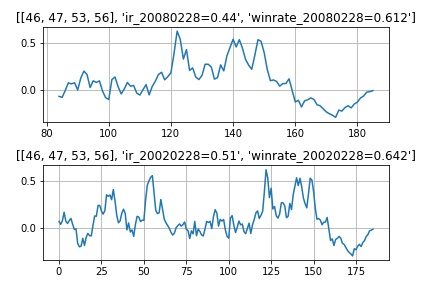 [[46, 47, 53, 56], 'ir_20080228=0.44', 'winrate_20080228=0.612']
0.5
0.0
80 100 120 140 160 180
[[46, 47, 53, 56], 'ir_20020228=0.51', 'winrate_20020228=0.642']
0.5
0.0
0 25 50 75 100 125 150 175